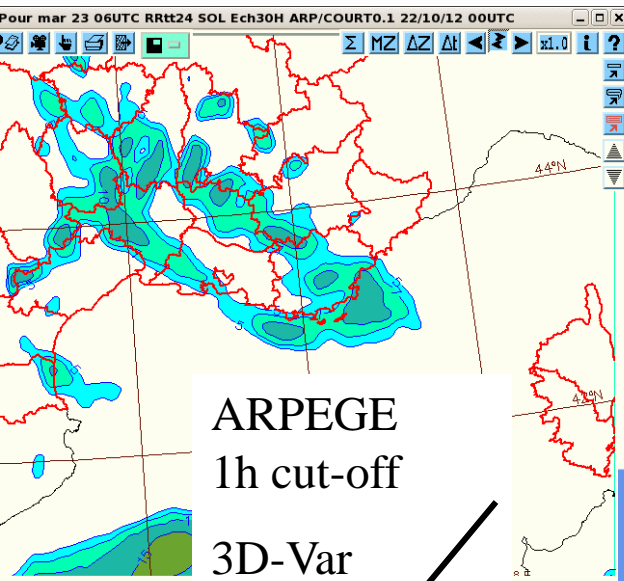 Pour mar 23 06UTC RRtt24 SOL Ech30H ARP/COURT0.1 22/10/12 00UTC
Σ MZ ΔZ Δt x1.0 i ?
44°N
42°N
15
ARPEGE
1h cut-off
3D-Var